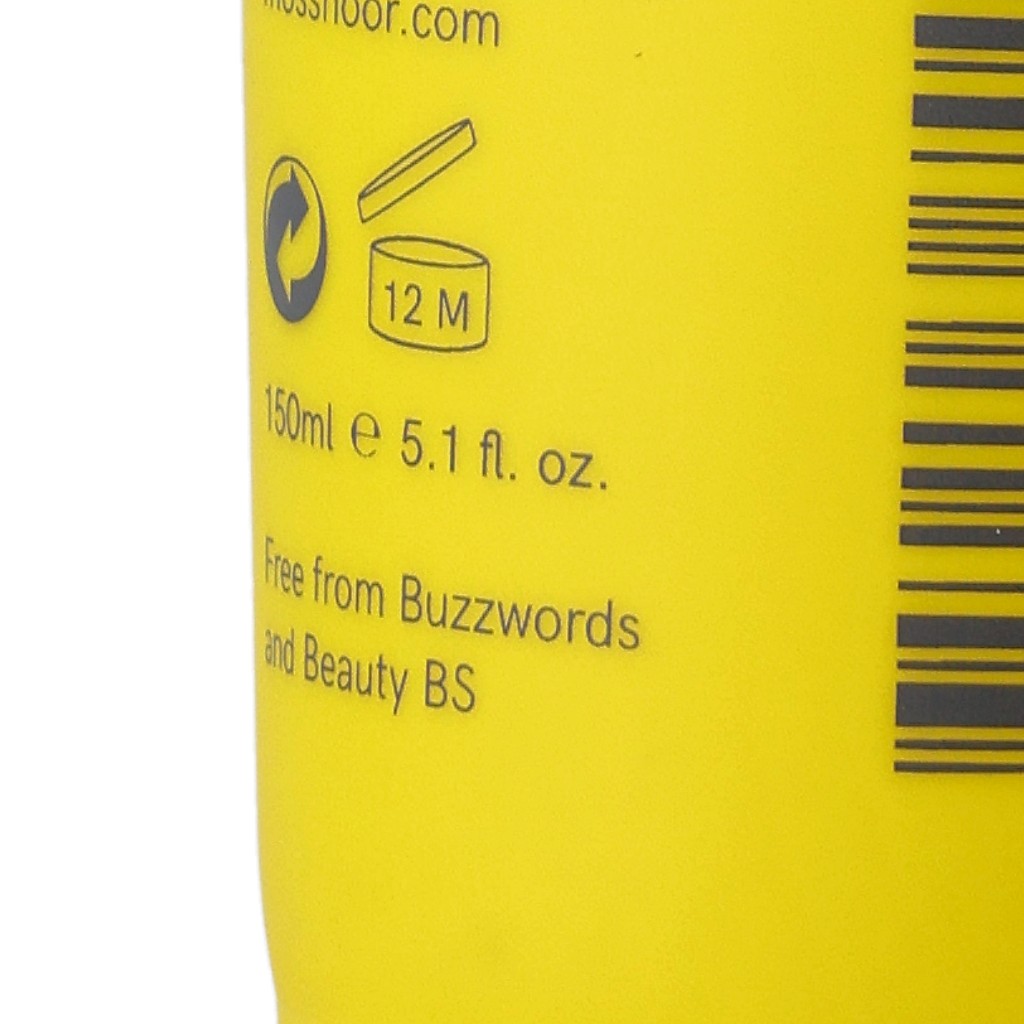 12 M
150ml e 5.1 fl. oz.
Free from Buzzwords
and Beauty BS